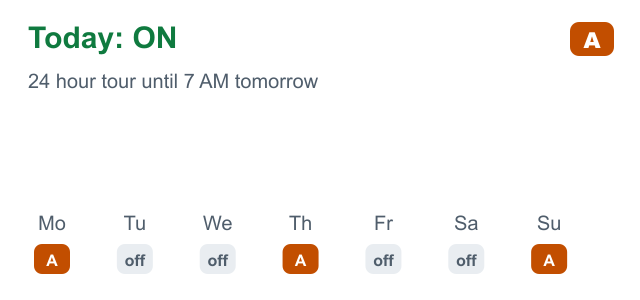 Today: ON A
24 hour tour until 7 AM tomorrow
Mo Tu We Th Fr Sa Su
A off off A off off A